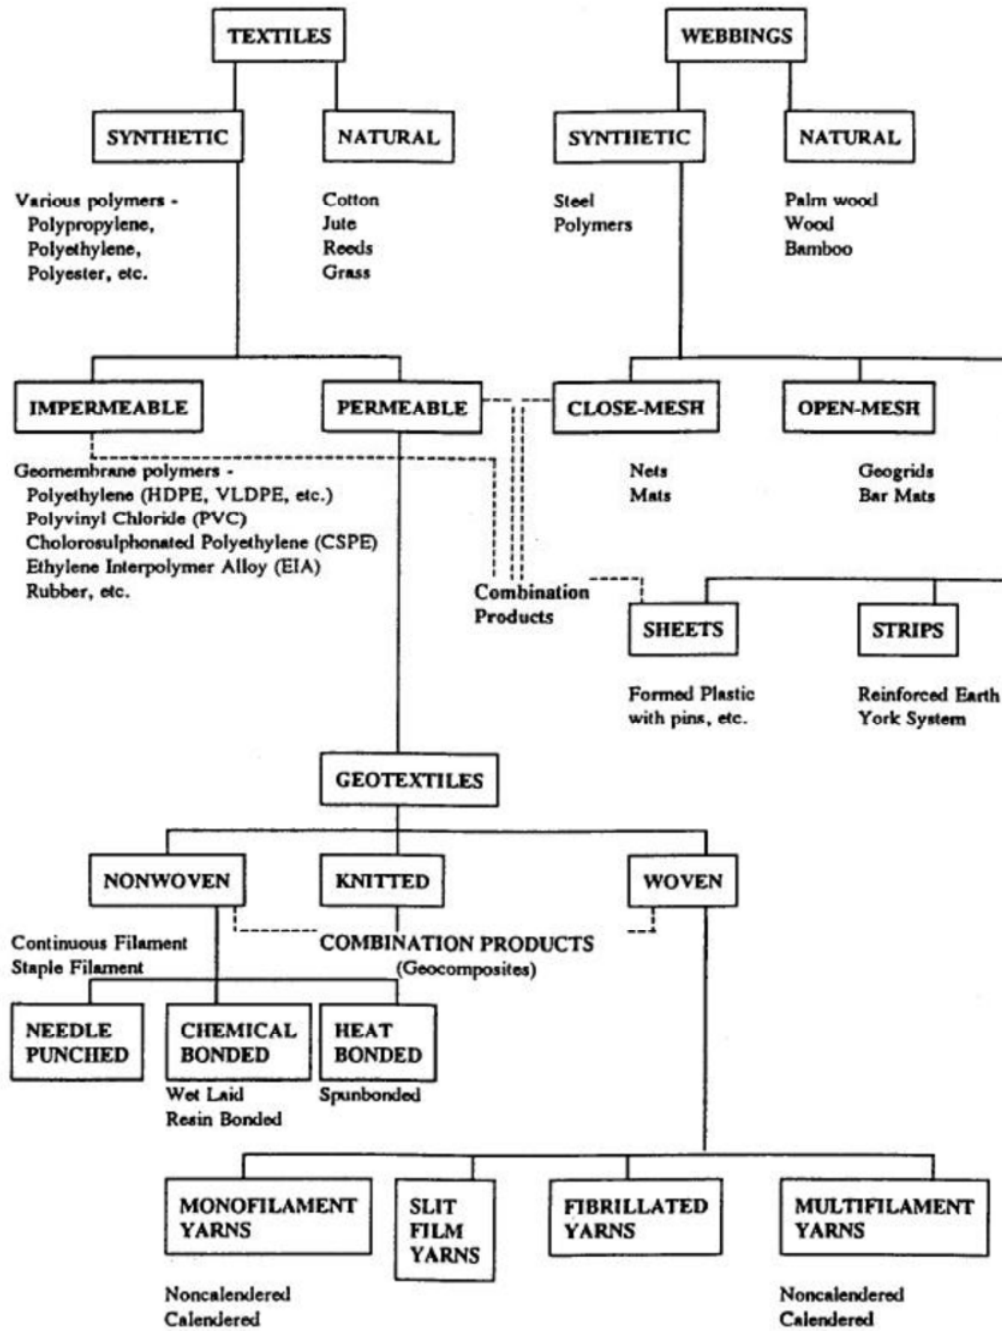 TEXTILES
WEBBINGS
SYNTHETIC
NATURAL
SYNTHETIC
NATURAL
Various polymers -
Polypropylene,
Polyethylene,
Polyester, etc.
Cotton
Jute
Reeds
Grass
Steel
Polymers
Palm wood
Wood
Bamboo
IMPERMEABLE
PERMEABLE
CLOSE-MESH
OPEN-MESH
Geomembrane polymers -
Polyethylene (HDPE, VLDPE, etc.)
Polyvinyl Chloride (PVC)
Cholorosulphonated Polyethylene (CSPE)
Ethylene Interpolymer Alloy (EIA)
Rubber, etc.
Nets
Mats
Geogrids
Bar Mats
Combination
Products
SHEETS
STRIPS
Formed Plastic
with pins, etc.
Reinforced Earth
York System
GEOTEXTILES
NONWOVEN
KNITTED
WOVEN
Continuous Filament
Staple Filament
COMBINATION PRODUCTS
(Geocomposites)
NEEDLE
PUNCHED
CHEMICAL
BONDED
HEAT
BONDED
Wet Laid
Resin Bonded
Spunbonded
MONOFILAMENT
YARNS
SLIT
FILM
YARNS
FIBRILLATED
YARNS
MULTIFILAMENT
YARNS
Noncalendered
Calendered
Noncalendered
Calendered